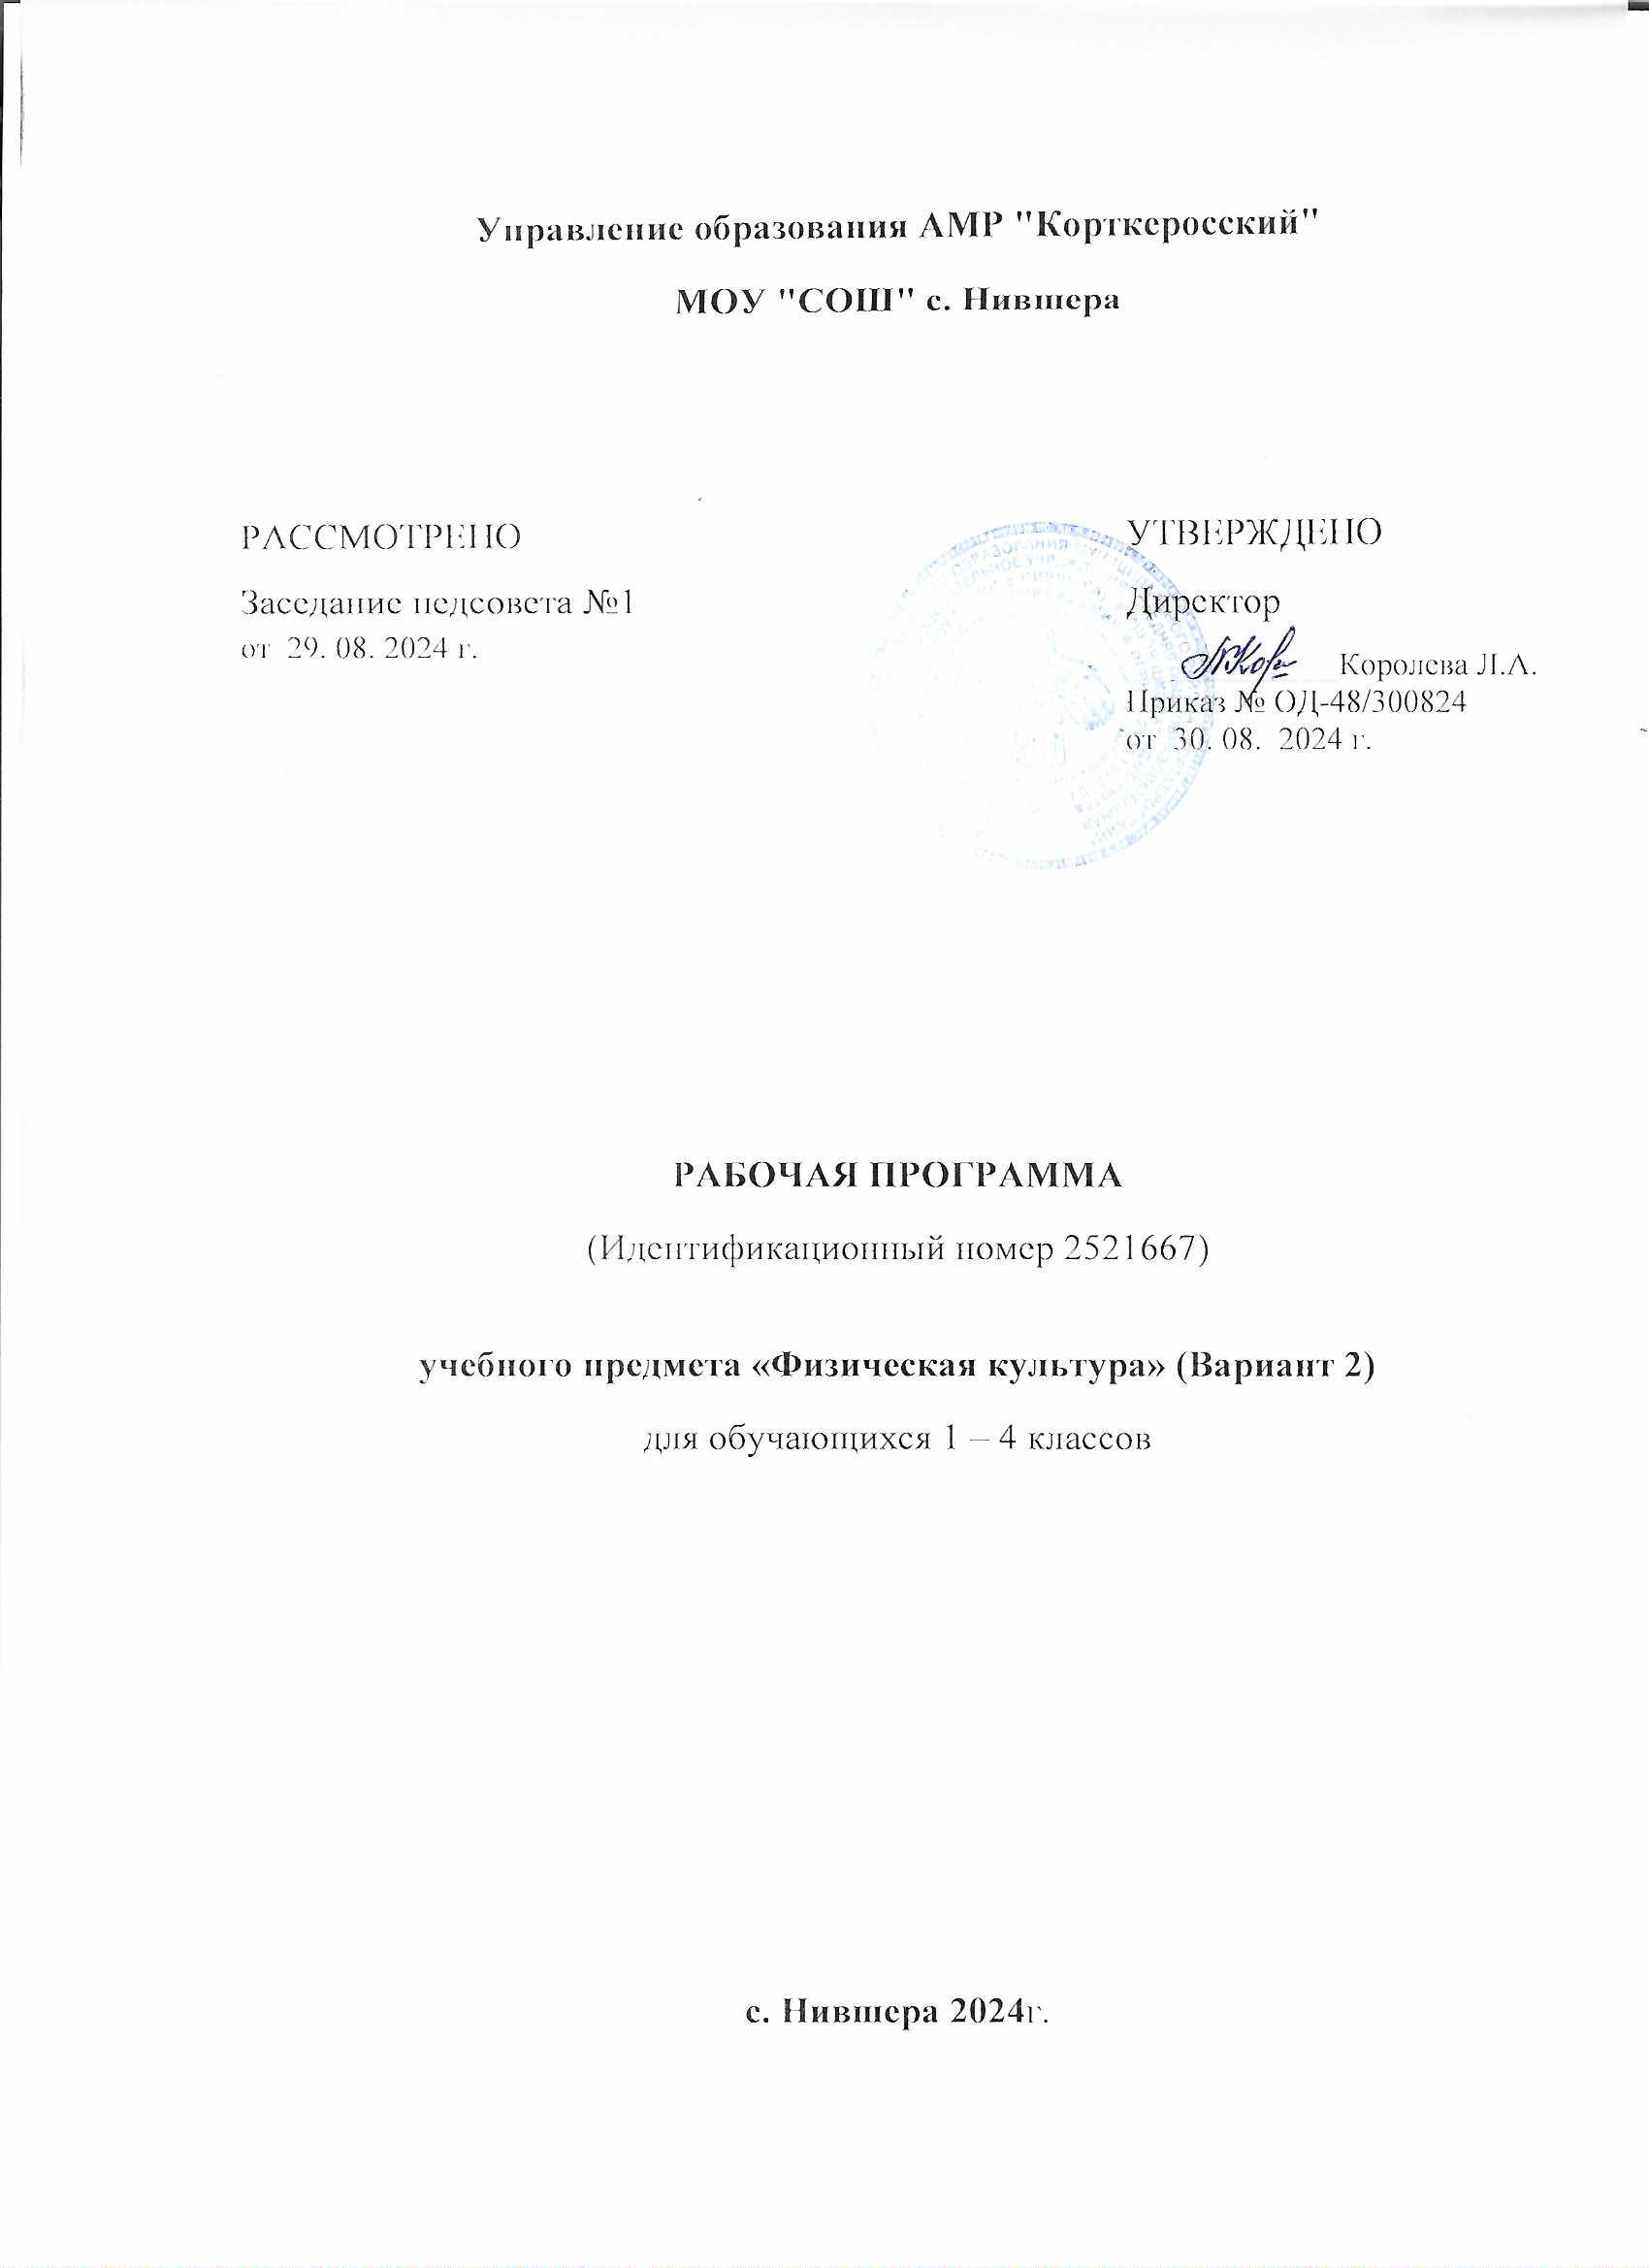 Управление образования АМР "Корткеросский"
МОУ "СОШ" с. Нившера
РАССМОТРЕНО
Заседание педсовета №1
от 29. 08. 2024 г.
УТВЕРЖДЕНО
Директор
Королева Л.А.
Приказ № ОД-48/300824
от 30. 08. 2024 г.
РАБОЧАЯ ПРОГРАММА
(Идентификационный номер 2521667)
учебного предмета «Физическая культура» (Вариант 2)
для обучающихся 1 – 4 классов
с. Нившера 2024г.